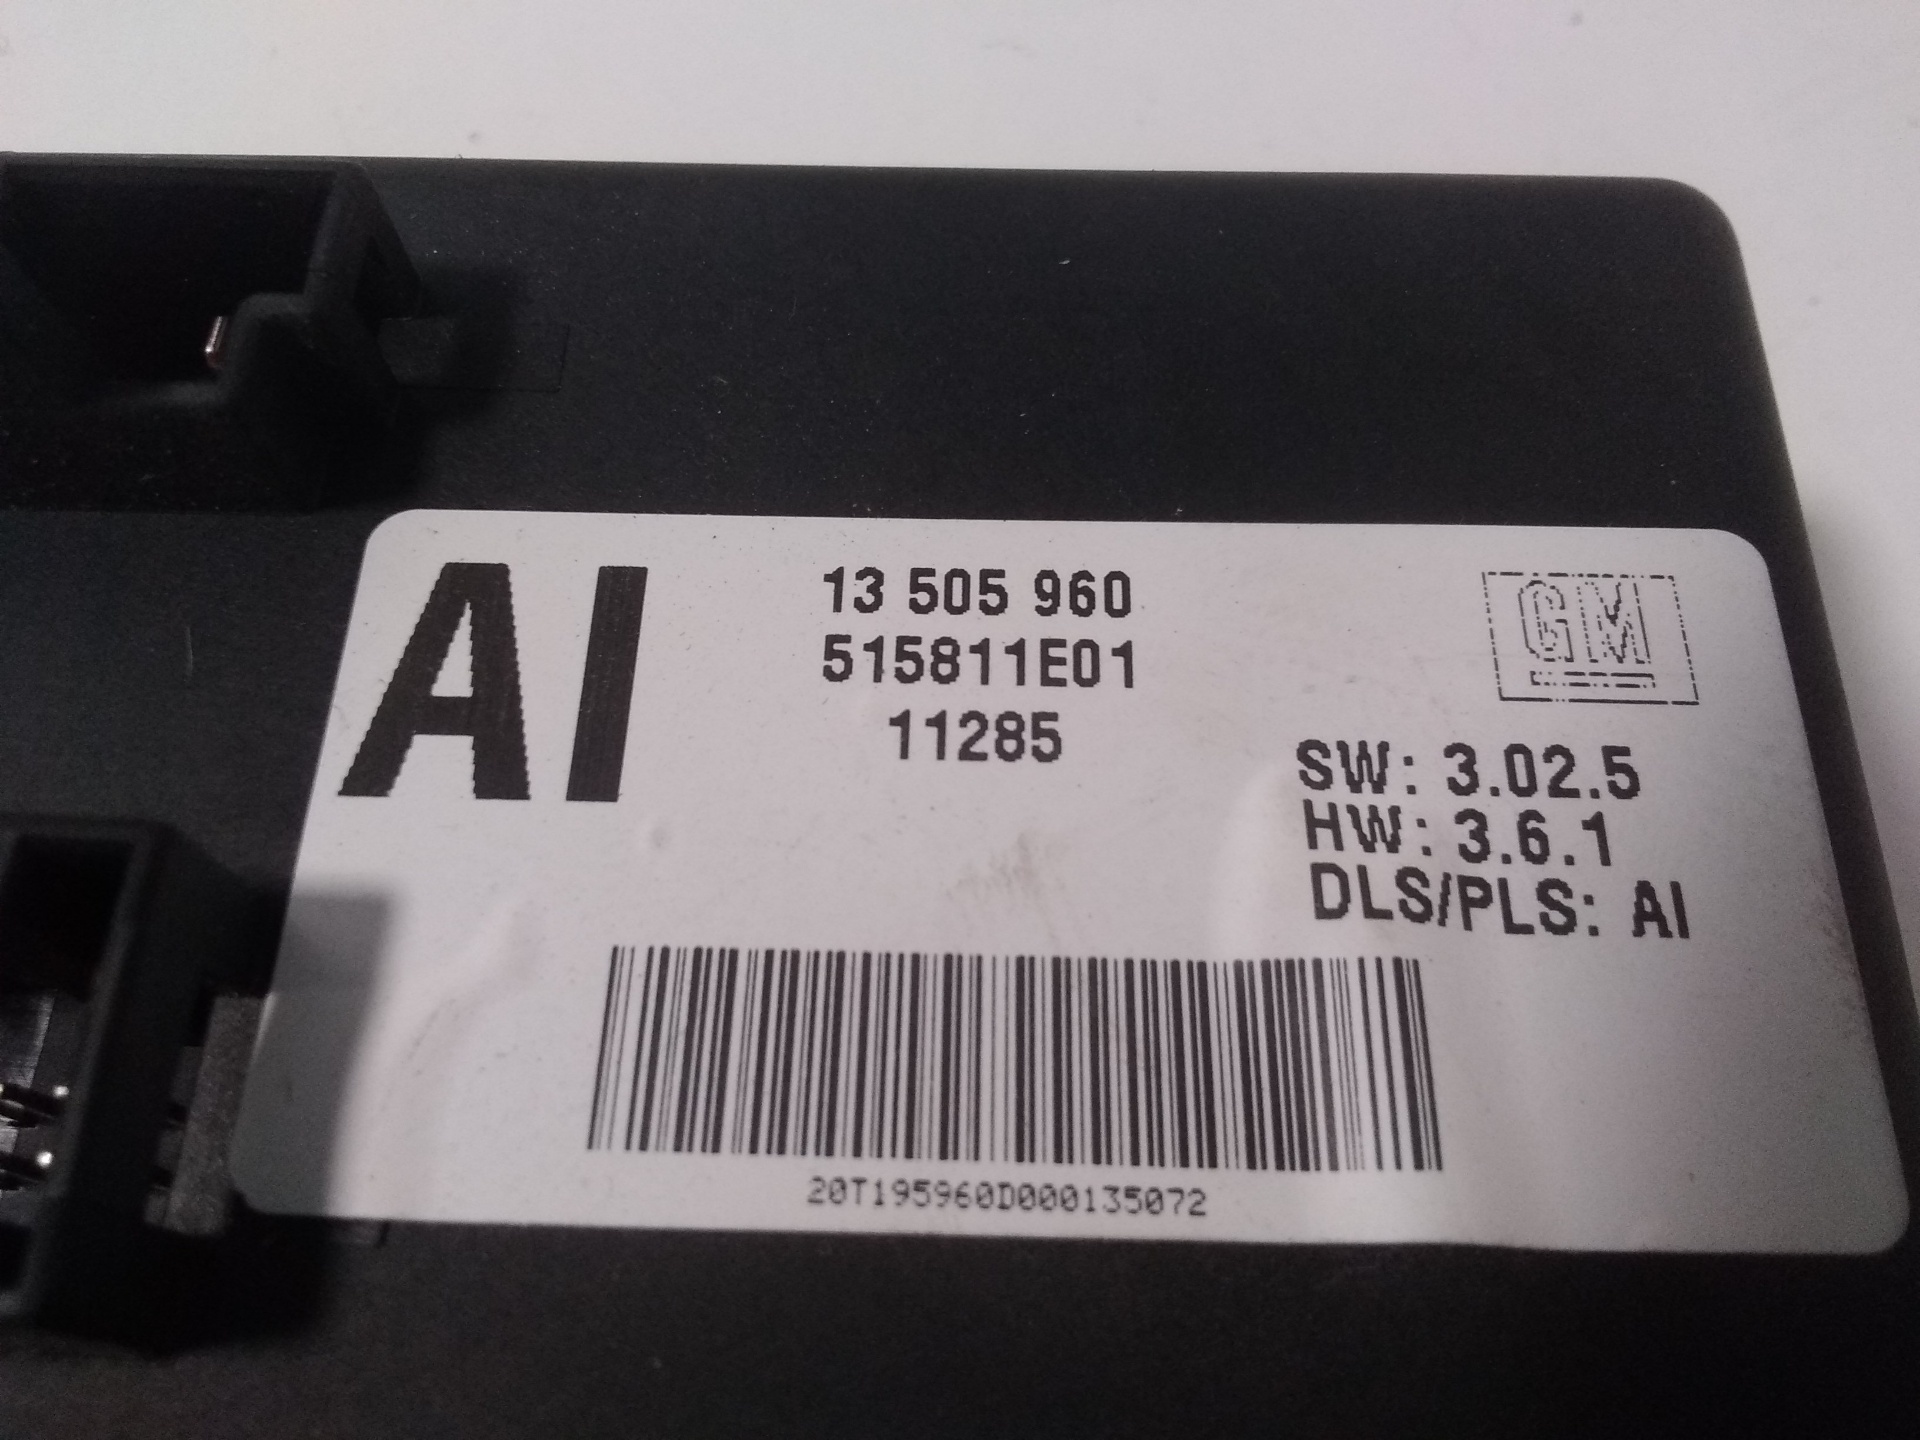 AI
13 505 960
515811E01
11285
GM
SW: 3.02.5
HW: 3.6.1
DLS/PLS: AI
20T195960D000135072